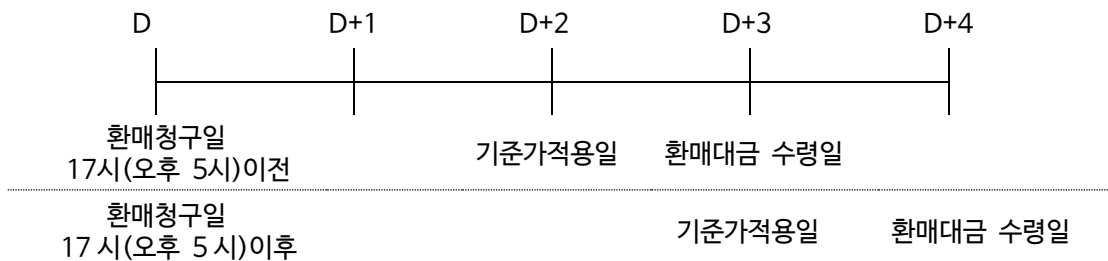 D D+1 D+2 D+3 D+4
환매청구일
17시(오후 5시)이전
기준가적용일 환매대금 수령일
환매청구일
17 시(오후 5 시)이후
기준가적용일 환매대금 수령일